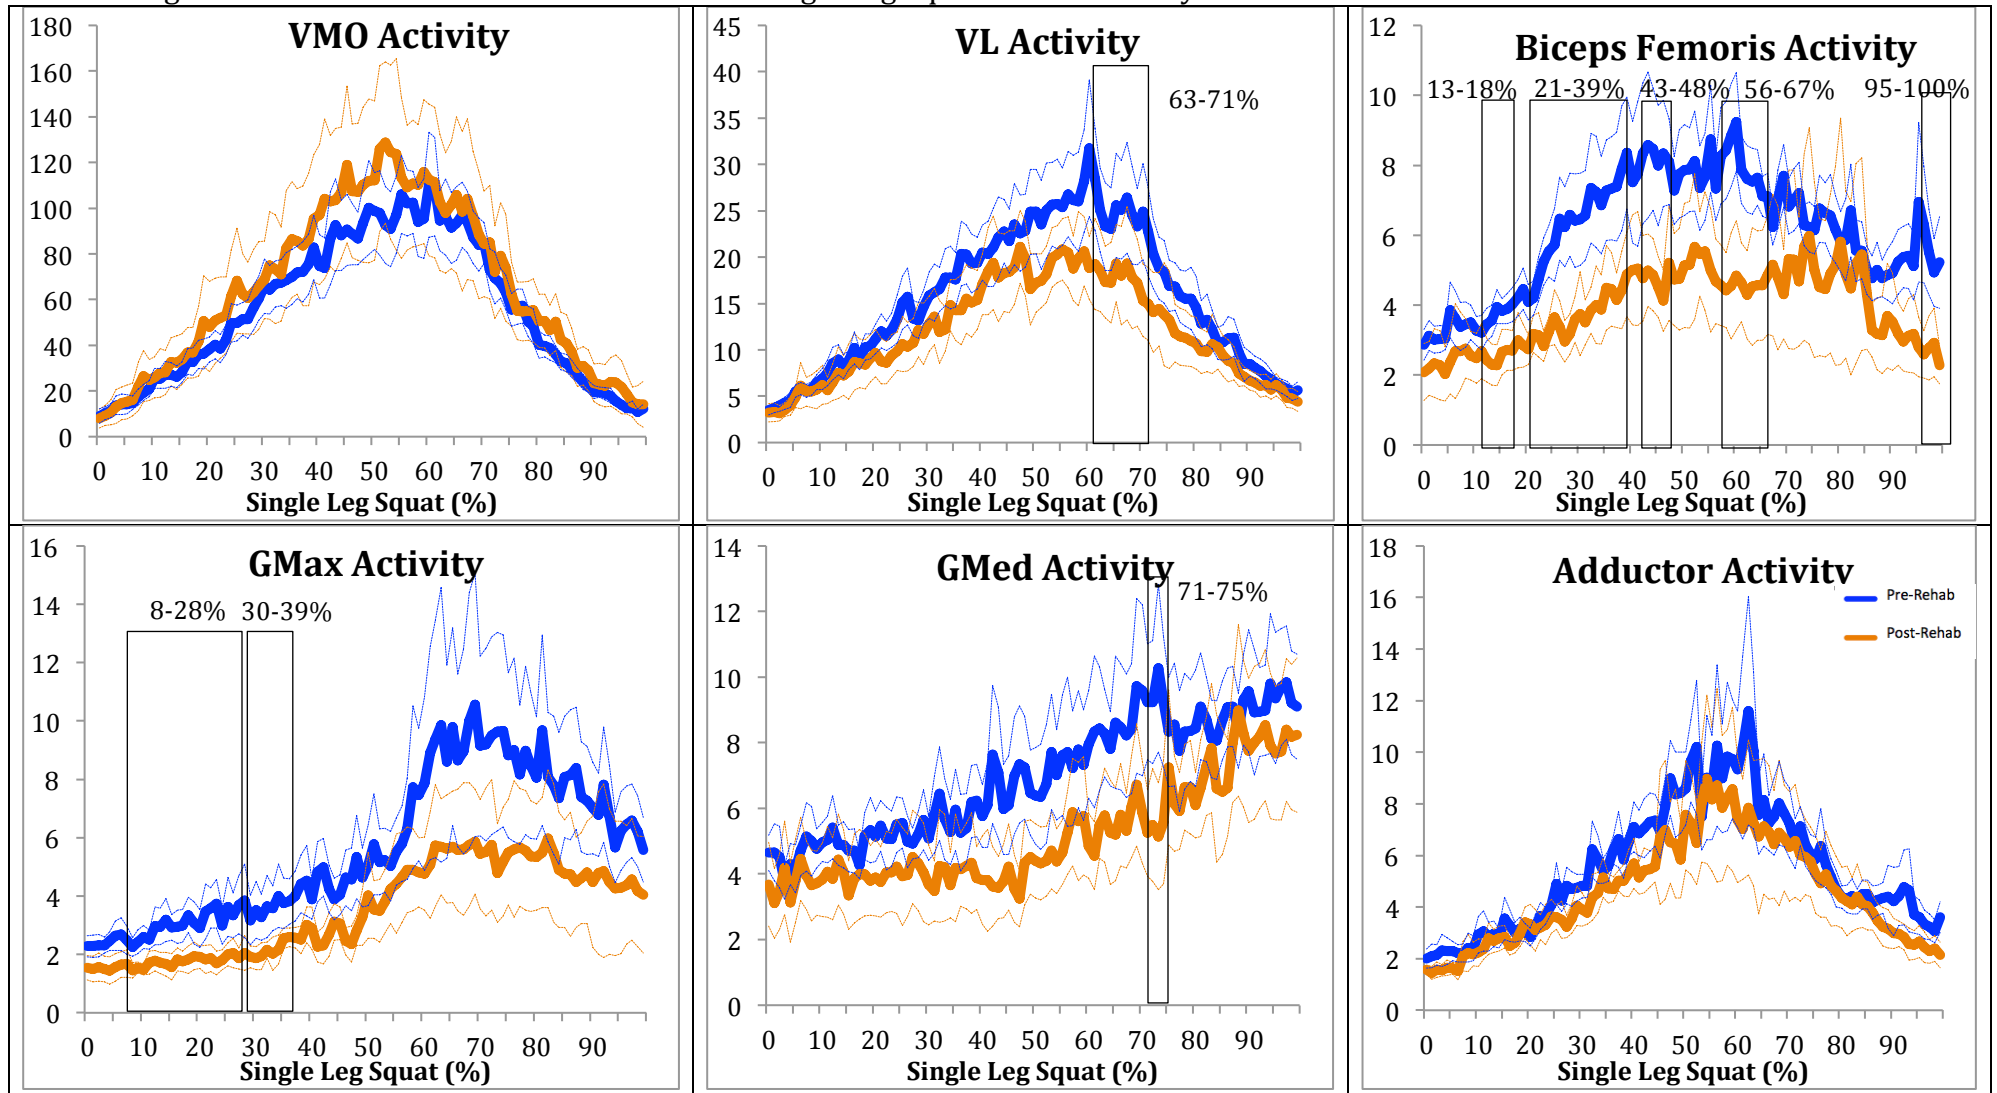 VMO Activity
180
160
140
120
100
80
60
40
20
0
0 10 20 30 40 50 60 70 80 90
Single Leg Squat (%)
VL Activity
63-71%
45
40
35
30
25
20
15
10
5
0
0 10 20 30 40 50 60 70 80 90
Single Leg Squat (%)
Biceps Femoris Activity
13-18% 21-39% 43-48% 56-67% 95-100%
12
10
8
6
4
2
0
0 10 20 30 40 50 60 70 80 90
Single Leg Squat (%)
GMax Activity
8-28% 30-39%
16
14
12
10
8
6
4
2
0
0 10 20 30 40 50 60 70 80 90
Single Leg Squat (%)
GMed Activity
71-75%
14
12
10
8
6
4
2
0
0 10 20 30 40 50 60 70 80 90
Single Leg Squat (%)
Adductor Activity
Pre-Rehab
Post-Rehab
18
16
14
12
10
8
6
4
2
0
0 10 20 30 40 50 60 70 80 90
Single Leg Squat (%)